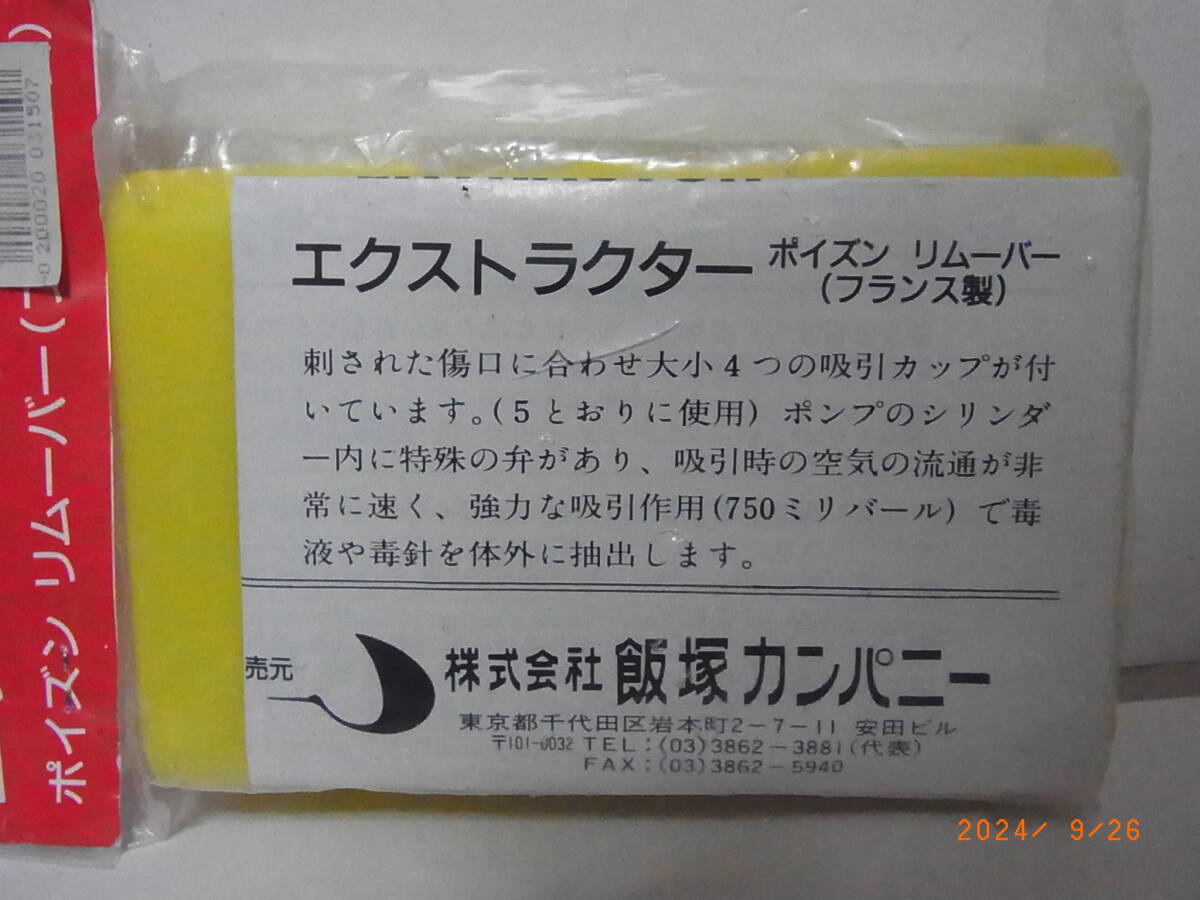 エクストラクター ポイズン リムーバー
(フランス製)
刺された傷口に合わせ大小4つの吸引カップが付
いています。(5とおりに使用) ポンプのシリンダ
ー内に特殊の弁があり、吸引時の空気の流通が非
常に速く、強力な吸引作用(750ミリバール) で毒
液や毒針を体外に抽出します。
売元 株式会社 飯塚カンパニー
東京都千代田区岩本町2-7-11 安田ビル
〒101-0032 TEL:(03)3862-3881(代表)
FAX:(03)3862-5940
ポイズン リムーバー(フ
0200020 031507
2024/ 9/26